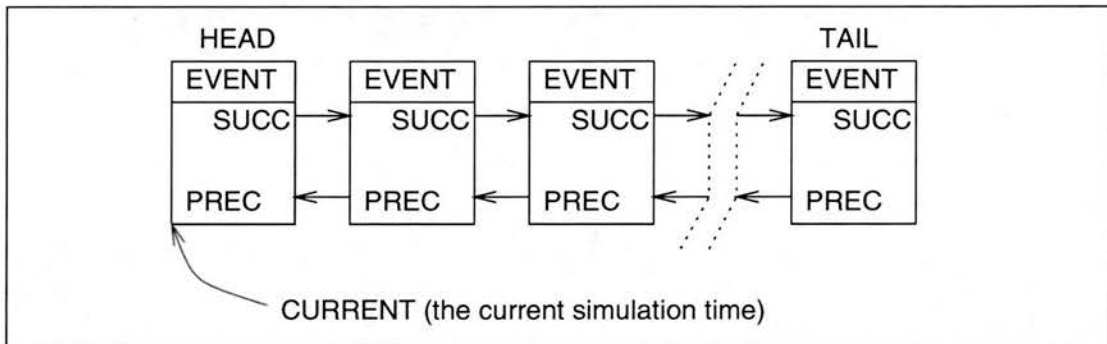 HEAD TAIL
EVENT EVENT EVENT EVENT
SUCC SUCC SUCC SUCC
PREC PREC PREC PREC
CURRENT (the current simulation time)